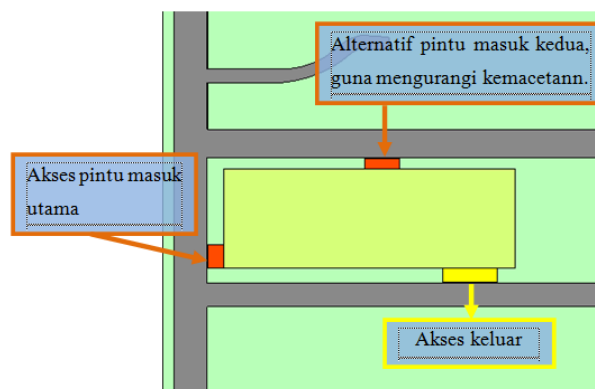 Alternatif pintu masuk kedua,
guna mengurangi kemacetann.
Akses pintu masuk
utama
Akses keluar